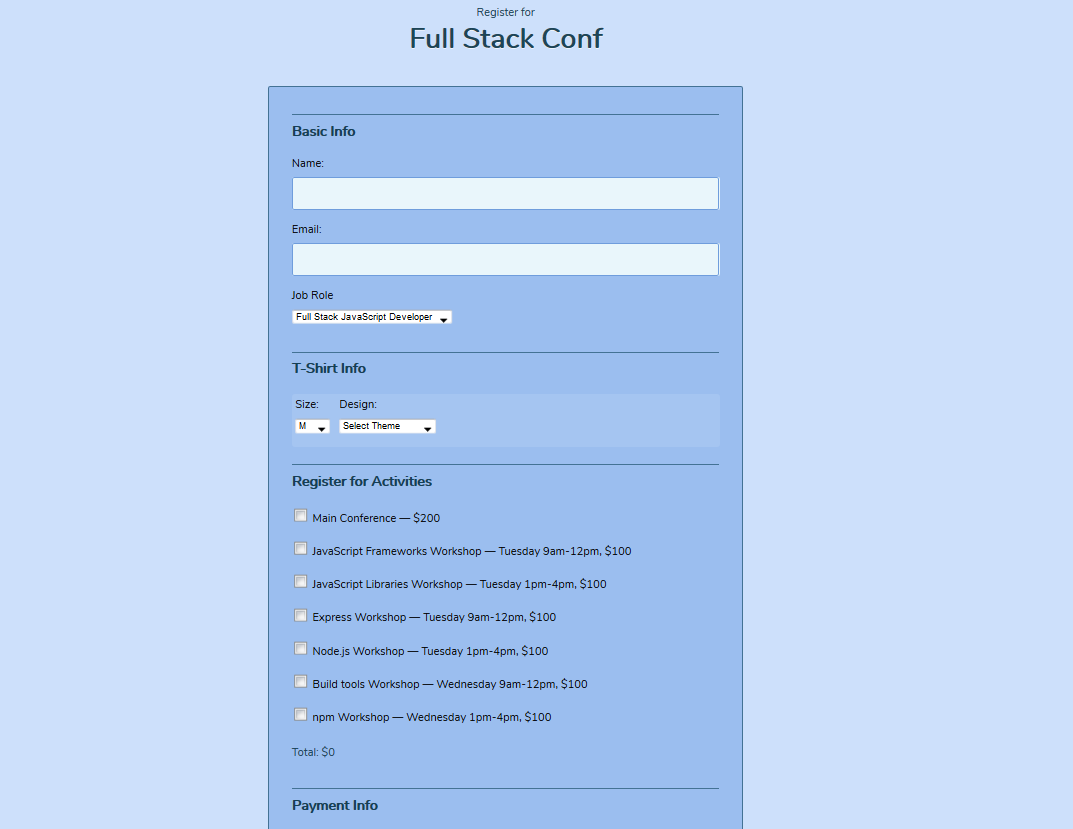 Register for
Full Stack Conf
Basic Info
Name:
Email:
Job Role
Full Stack JavaScript Developer
T-Shirt Info
Size: Design:
M Select Theme
Register for Activities
Main Conference — $200
JavaScript Frameworks Workshop — Tuesday 9am-12pm, $100
JavaScript Libraries Workshop — Tuesday 1pm-4pm, $100
Express Workshop — Tuesday 9am-12pm, $100
Node.js Workshop — Tuesday 1pm-4pm, $100
Build tools Workshop — Wednesday 9am-12pm, $100
npm Workshop — Wednesday 1pm-4pm, $100
Total: $0
Payment Info